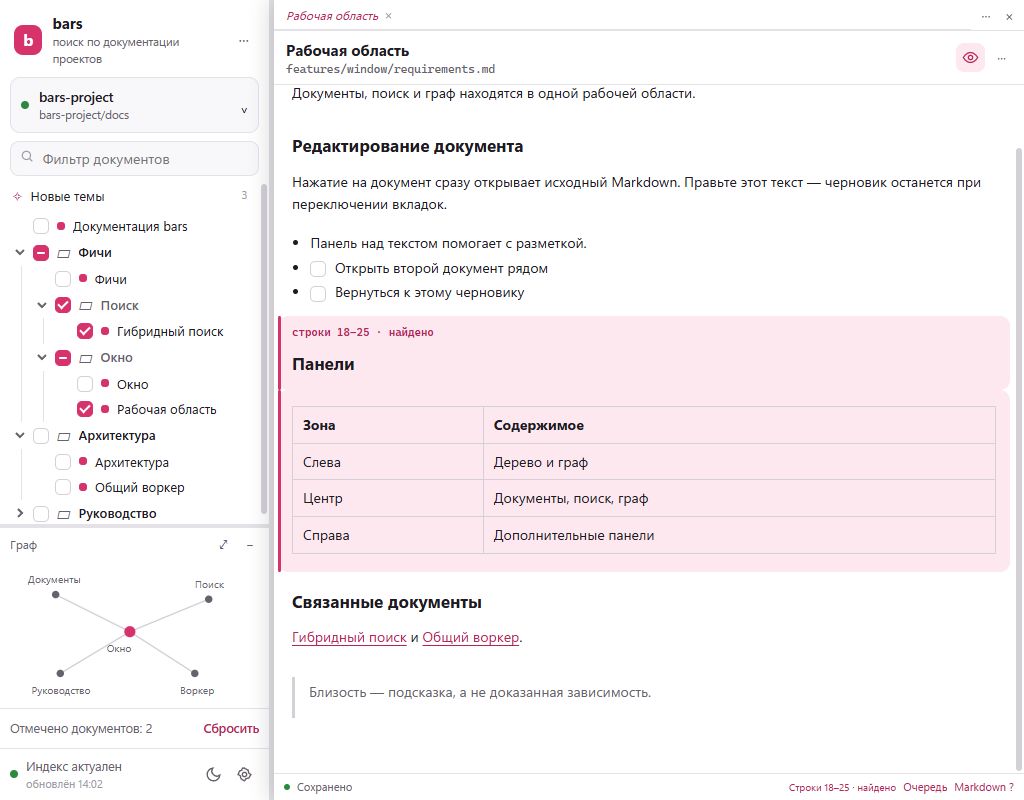 b
bars
поиск по документации
проектов
bars-project
bars-project/docs
Фильтр документов
Новые темы 3
Документация bars
Фичи
Фичи
Поиск
Гибридный поиск
Окно
Окно
Рабочая область
Архитектура
Архитектура
Общий воркер
Руководство
Граф
Документы
Поиск
Окно
Руководство
Воркер
Отмечено документов: 2 Сбросить
Индекс актуален
обновлён 14:02
Рабочая область ×
Рабочая область
features/window/requirements.md
Документы, поиск и граф находятся в одной рабочей области.
Редактирование документа
Нажатие на документ сразу открывает исходный Markdown. Правьте этот текст — черновик останется при
переключении вкладок.
• Панель над текстом помогает с разметкой.
• Открыть второй документ рядом
• Вернуться к этому черновику
строки 18–25 · найдено
Панели
Зона Содержимое
Слева Дерево и граф
Центр Документы, поиск, граф
Справа Дополнительные панели
Связанные документы
Гибридный поиск и Общий воркер.
Близость — подсказка, а не доказанная зависимость.
Сохранено
Строки 18–25 · найдено Очередь Markdown ?